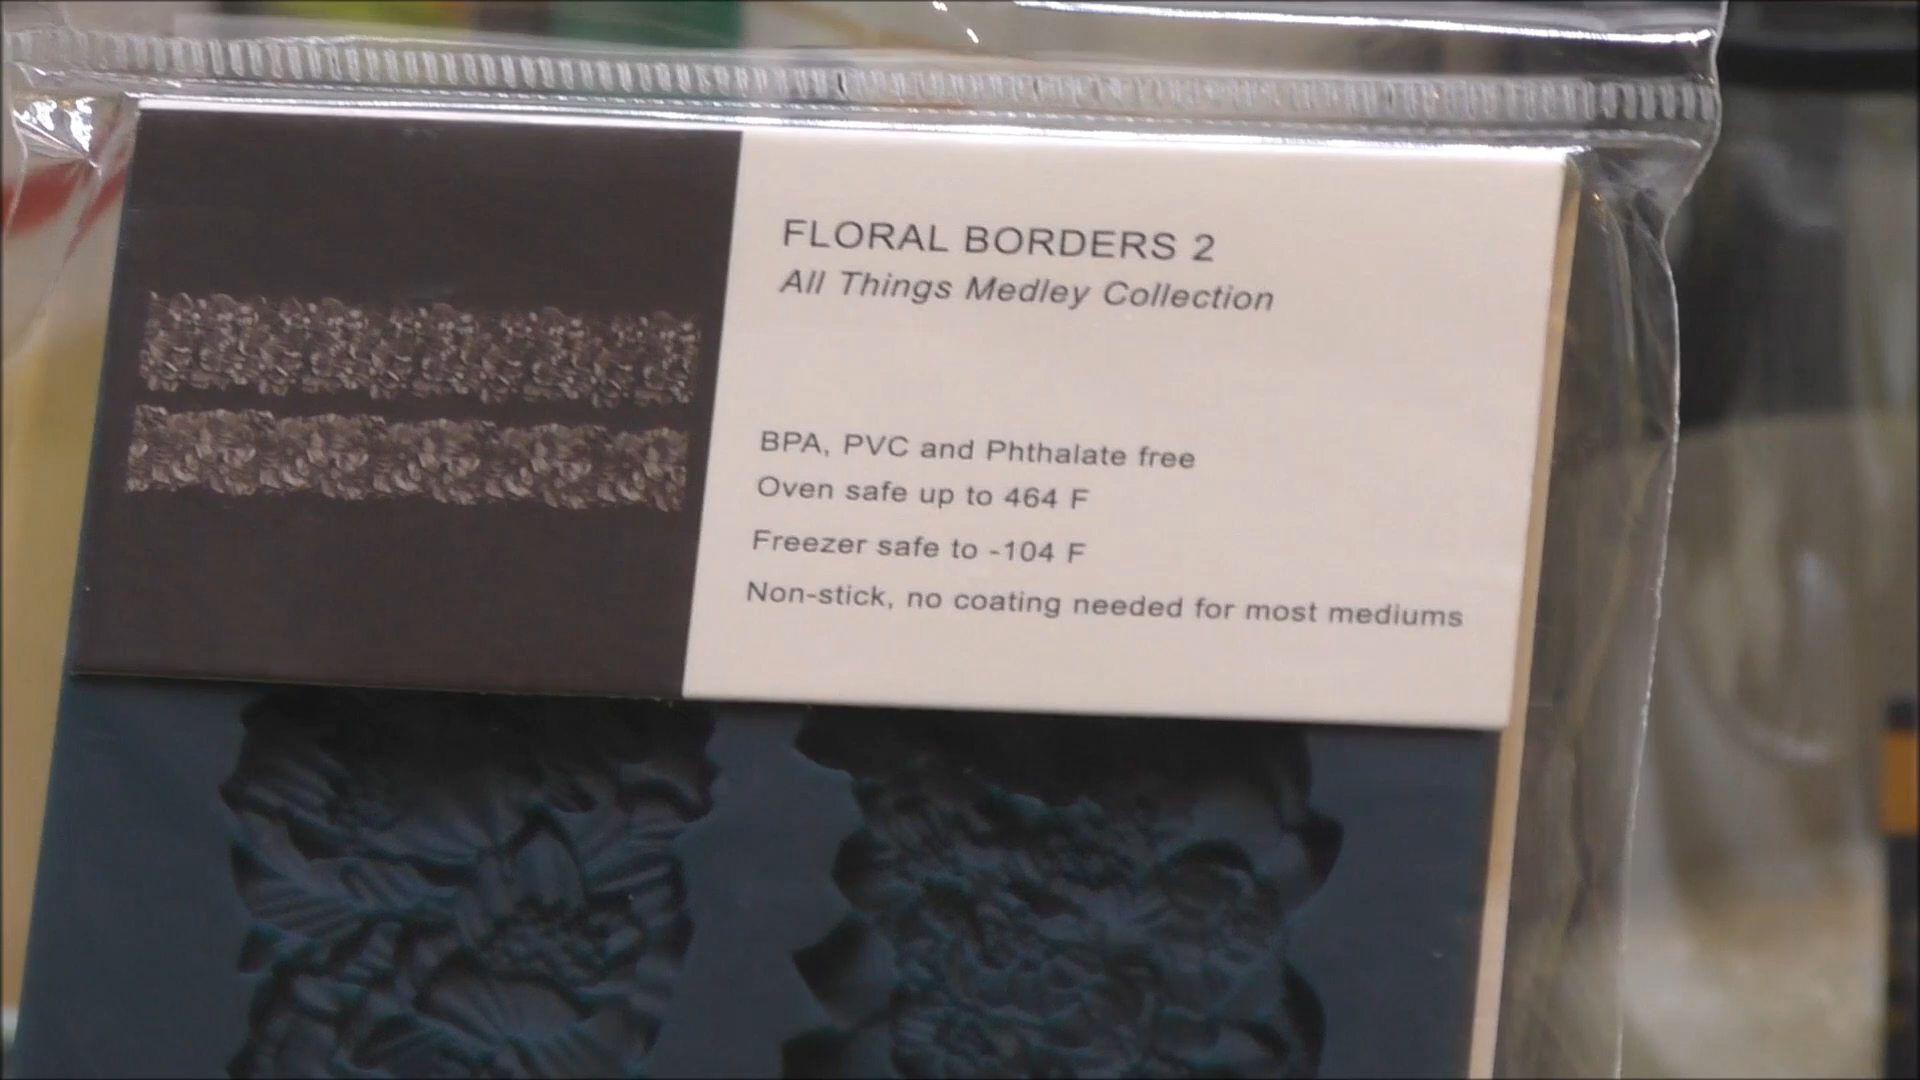 FLORAL BORDERS 2
All Things Medley Collection
BPA, PVC and Phthalate free
Oven safe up to 464 F
Freezer safe to -104 F
Non-stick, no coating needed for most mediums